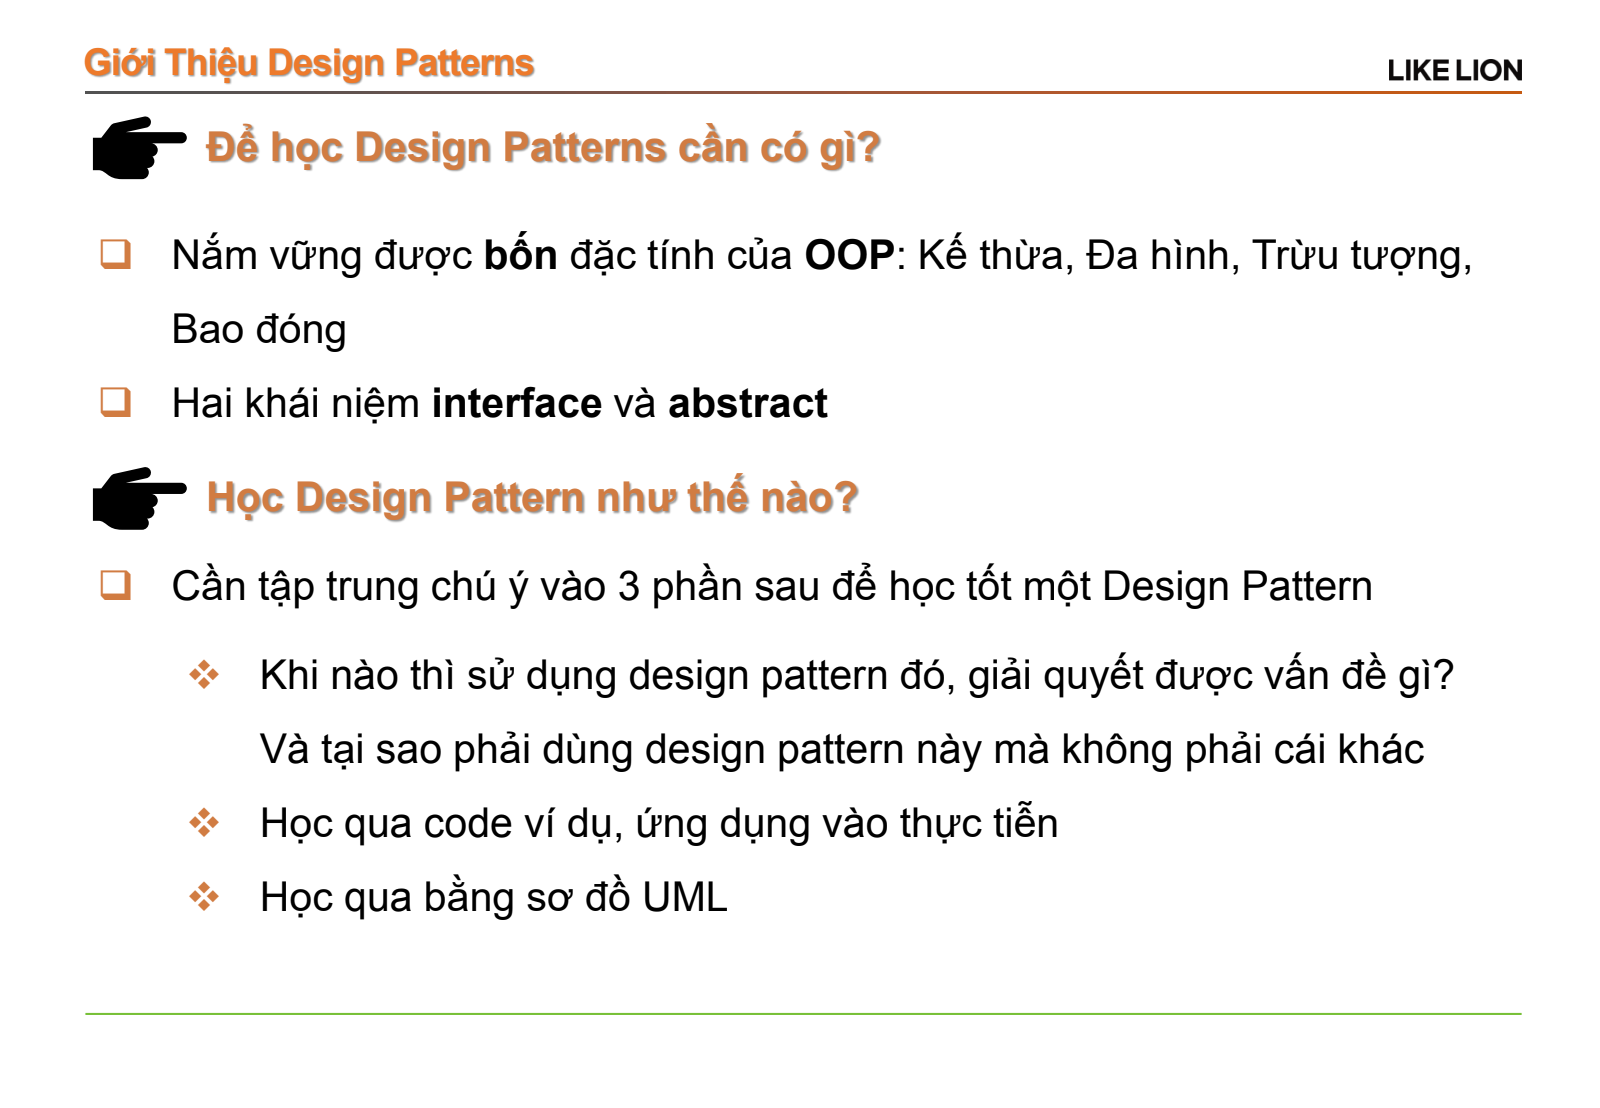 Giới Thiệu Design Patterns
LIKE LION
Để học Design Patterns cần có gì?
Nắm vững được bốn đặc tính của OOP: Kế thừa, Đa hình, Trừu tượng,
Bao đóng
Hai khái niệm interface và abstract
Học Design Pattern như thế nào?
Cần tập trung chú ý vào 3 phần sau để học tốt một Design Pattern
Khi nào thì sử dụng design pattern đó, giải quyết được vấn đề gì?
Và tại sao phải dùng design pattern này mà không phải cái khác
Học qua code ví dụ, ứng dụng vào thực tiễn
Học qua bằng sơ đồ UML